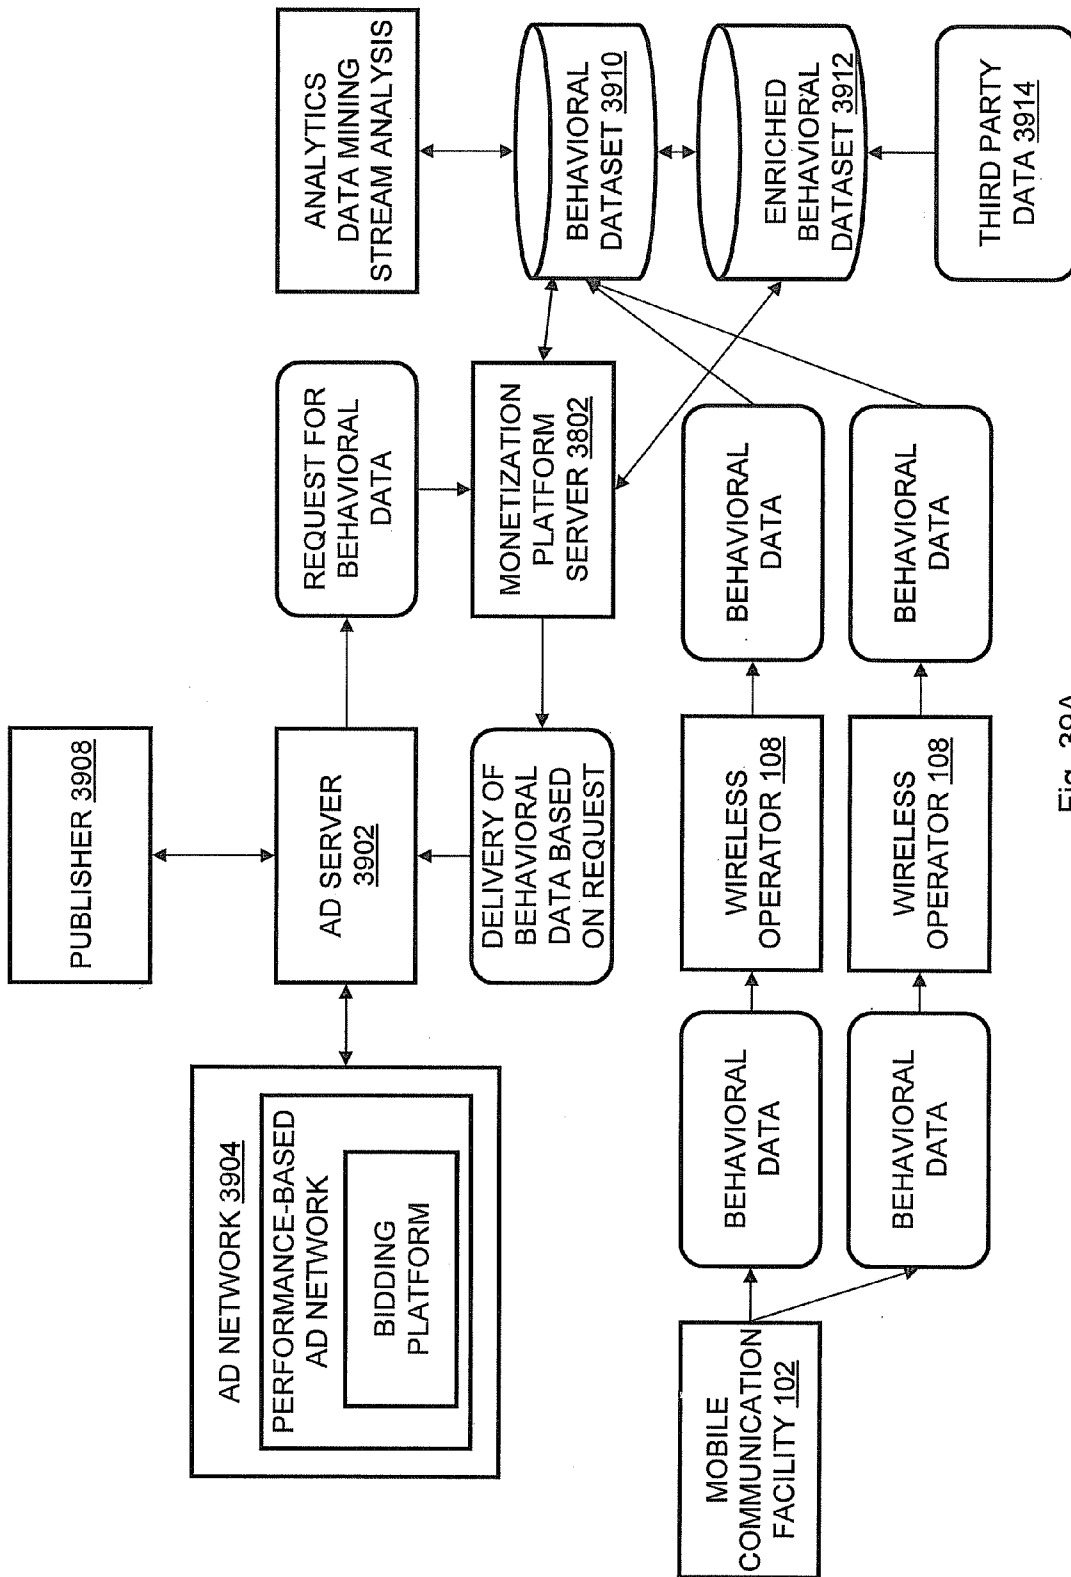 PUBLISHER 3908
AD NETWORK 3904
PERFORMANCE-BASED
AD NETWORK
BIDDING
PLATFORM
AD SERVER
3902
REQUEST FOR
BEHAVIORAL
DATA
ANALYTICS
DATA MINING
STREAM ANALYSIS
DELIVERY OF
BEHAVIORAL
DATA BASED
ON REQUEST
MONETIZATION
PLATFORM
SERVER 3802
BEHAVIORAL
DATASET 3910
MOBILE
COMMUNICATION
FACILITY 102
BEHAVIORAL
DATA
WIRELESS
OPERATOR 108
BEHAVIORAL
DATA
ENRICHED
BEHAVIORAL
DATASET 3912
BEHAVIORAL
DATA
WIRELESS
OPERATOR 108
BEHAVIORAL
DATA
THIRD PARTY
DATA 3914
Fig. 39A